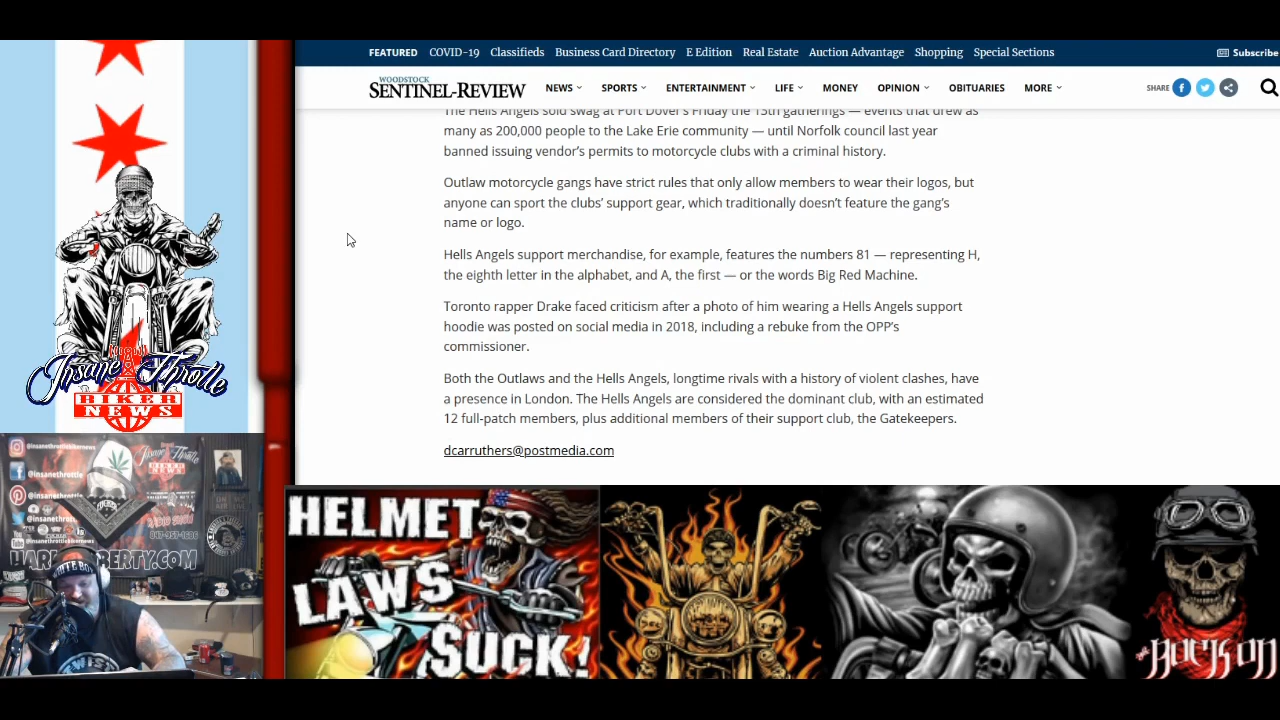 FEATURED COVID-19 Classifieds Business Card Directory E Edition Real Estate Auction Advantage Shopping Special Sections Subscribe
WOODSTOCK
SENTINEL-REVIEW
NEWS SPORTS ENTERTAINMENT LIFE MONEY OPINION OBITUARIES MORE SHARE
The Hells Angels sold swag at Port Dover's Friday the 13th gatherings — events that drew as
many as 200,000 people to the Lake Erie community — until Norfolk council last year
banned issuing vendor's permits to motorcycle clubs with a criminal history.
Outlaw motorcycle gangs have strict rules that only allow members to wear their logos, but
anyone can sport the clubs' support gear, which traditionally doesn't feature the gang's
name or logo.
Hells Angels support merchandise, for example, features the numbers 81 — representing H,
the eighth letter in the alphabet, and A, the first — or the words Big Red Machine.
Toronto rapper Drake faced criticism after a photo of him wearing a Hells Angels support
hoodie was posted on social media in 2018, including a rebuke from the OPP's
commissioner.
Both the Outlaws and the Hells Angels, longtime rivals with a history of violent clashes, have
a presence in London. The Hells Angels are considered the dominant club, with an estimated
12 full-patch members, plus additional members of their support club, the Gatekeepers.
dcarruthers@postmedia.com
Insane Throttle
BIKER
NEWS
@insanethrottlebikernews
@insanethrottle
@insanethrottlebikernews
HELMET
LAWS
SUCK!
ROCK'S ON